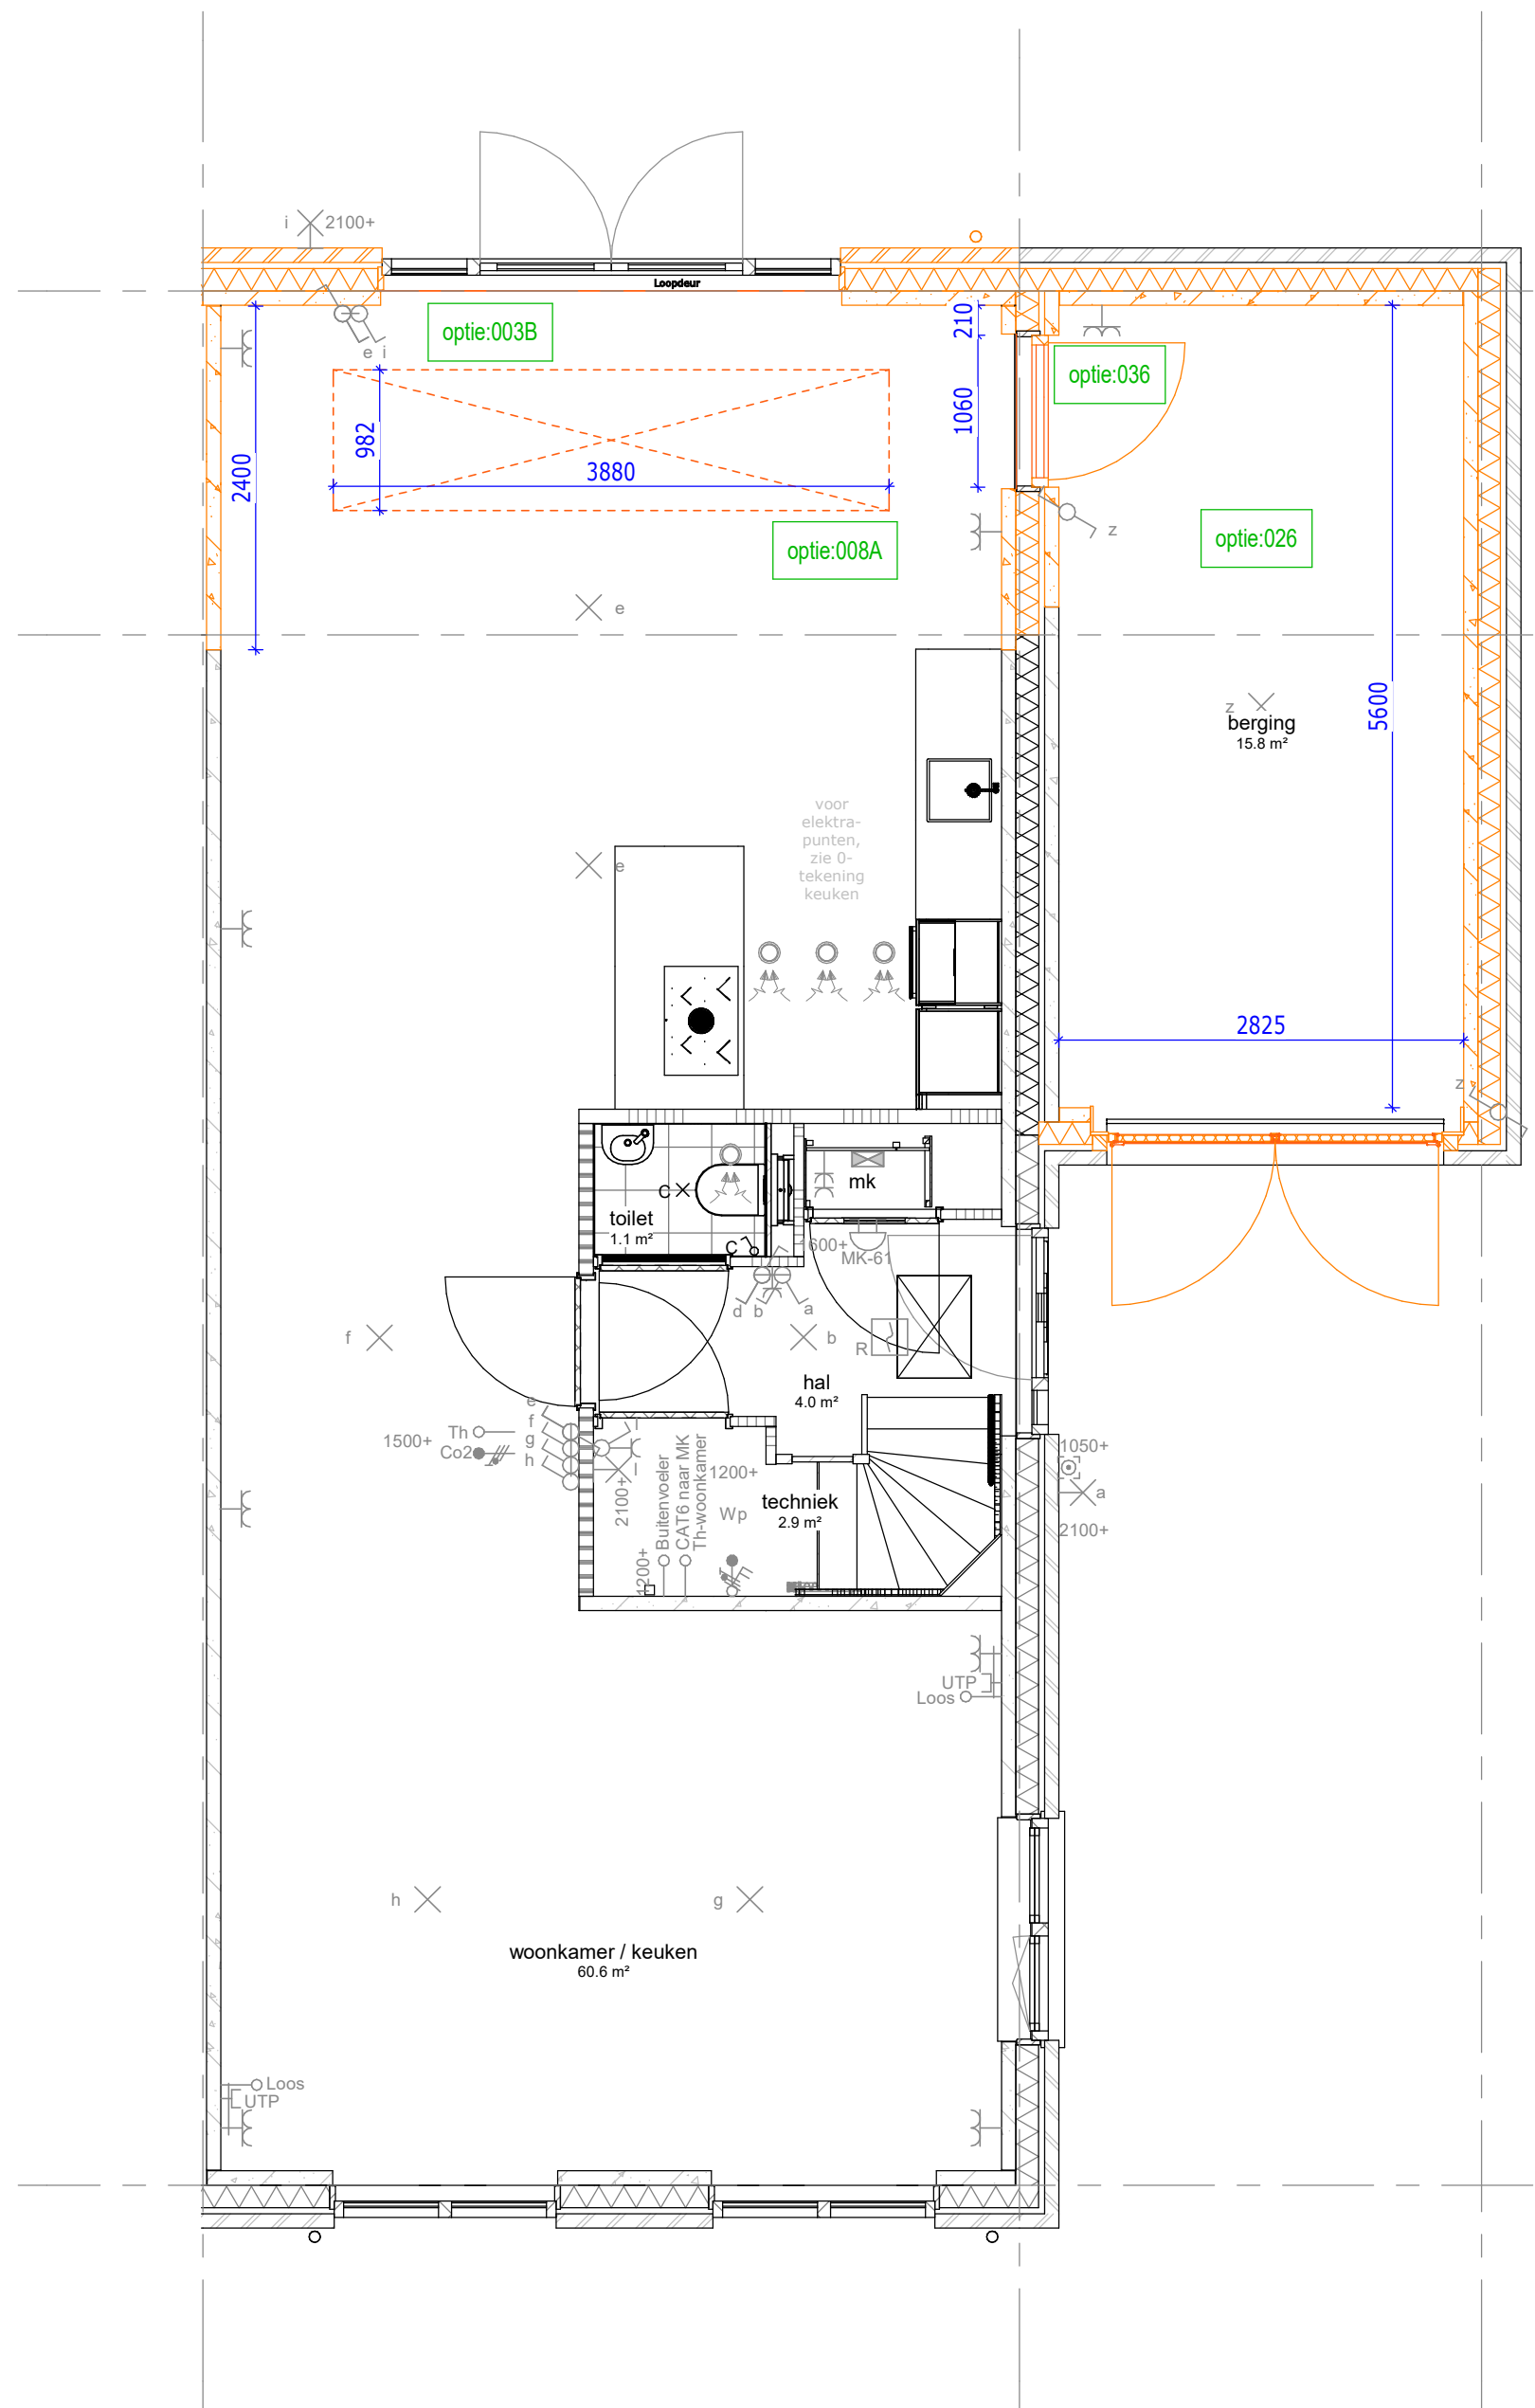 i 2100+
Loopdeur
optie:003B
210
e i
optie:036
982
1060
2400
3880
optie:008A
z
optie:026
e
5600
z
berging
15.8 m²
voor
elektra-
punten,
zie 0-
tekening
keuken
e
2825
z
mk
C
toilet
1.1 m²
C
1600+
MK-61
d b a
f
b
R
hal
4.0 m²
e
f
g
h
Th
1500+
Co2
1050+
a
2100+
2100+
Buitenvoeler
CAT6 naar MK
Th-woonkamer
1200+
Wp
techniek
2.9 m²
1200+
UTP
Loos
h
g
woonkamer / keuken
60.6 m²
Loos
UTP